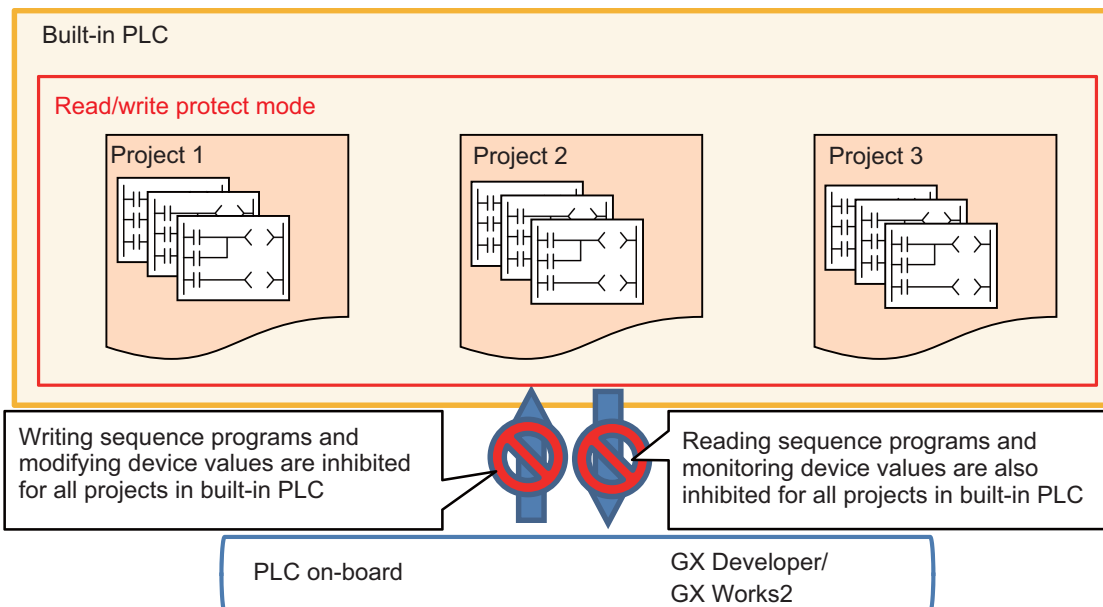 Built-in PLC
Read/write protect mode
Project 1
Project 2
Project 3
Writing sequence programs and
modifying device values are inhibited
for all projects in built-in PLC
Reading sequence programs and
monitoring device values are also
inhibited for all projects in built-in PLC
PLC on-board
GX Developer/
GX Works2